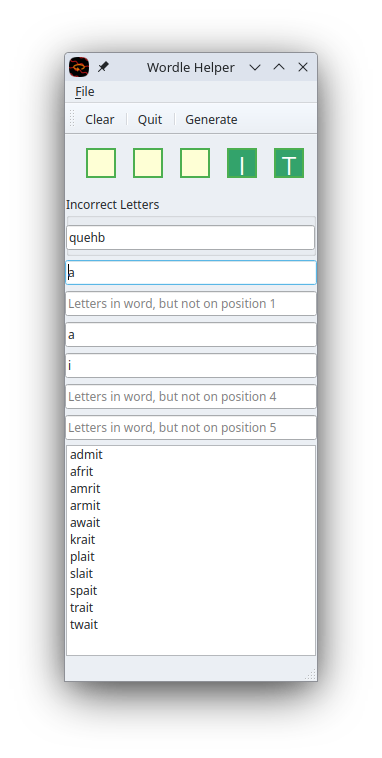 Wordle Helper
File
Clear Quit Generate
I T
Incorrect Letters
quehb
a
Letters in word, but not on position 1
a
i
Letters in word, but not on position 4
Letters in word, but not on position 5
admit
afrit
amrit
armit
await
krait
plait
slait
spait
trait
twait